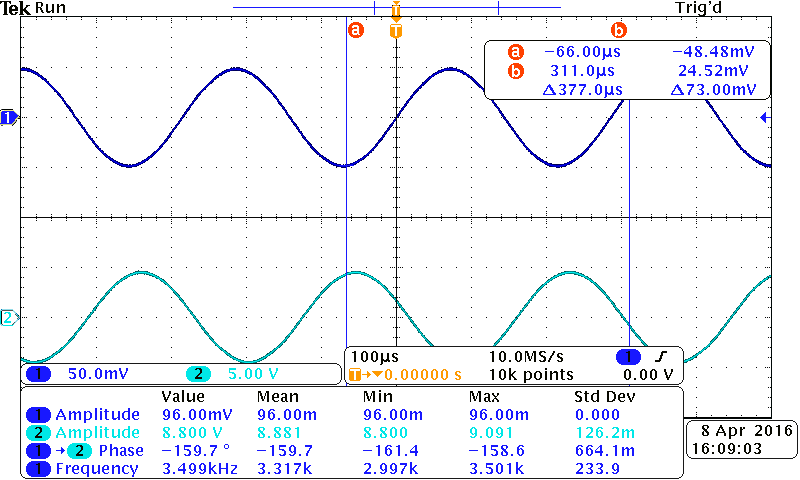 Tek Run T Trig'd
a T b
a −66.00µs −48.48mV
b 311.0µs 24.52mV
Δ377.0µs Δ73.00mV
1
2
1 50.0mV 2 5.00 V
100µs 10.0MS/s 1
T→▼0.00000 s 10k points 0.00 V
Value Mean Min Max Std Dev
1 Amplitude 96.00mV 96.00m 96.00m 96.00m 0.000
2 Amplitude 8.800 V 8.881 8.800 9.091 126.2m
1 → 2 Phase −159.7 ° −159.7 −161.4 −158.6 664.1m
1 Frequency 3.499kHz 3.317k 2.997k 3.501k 233.9
8 Apr 2016
16:09:03